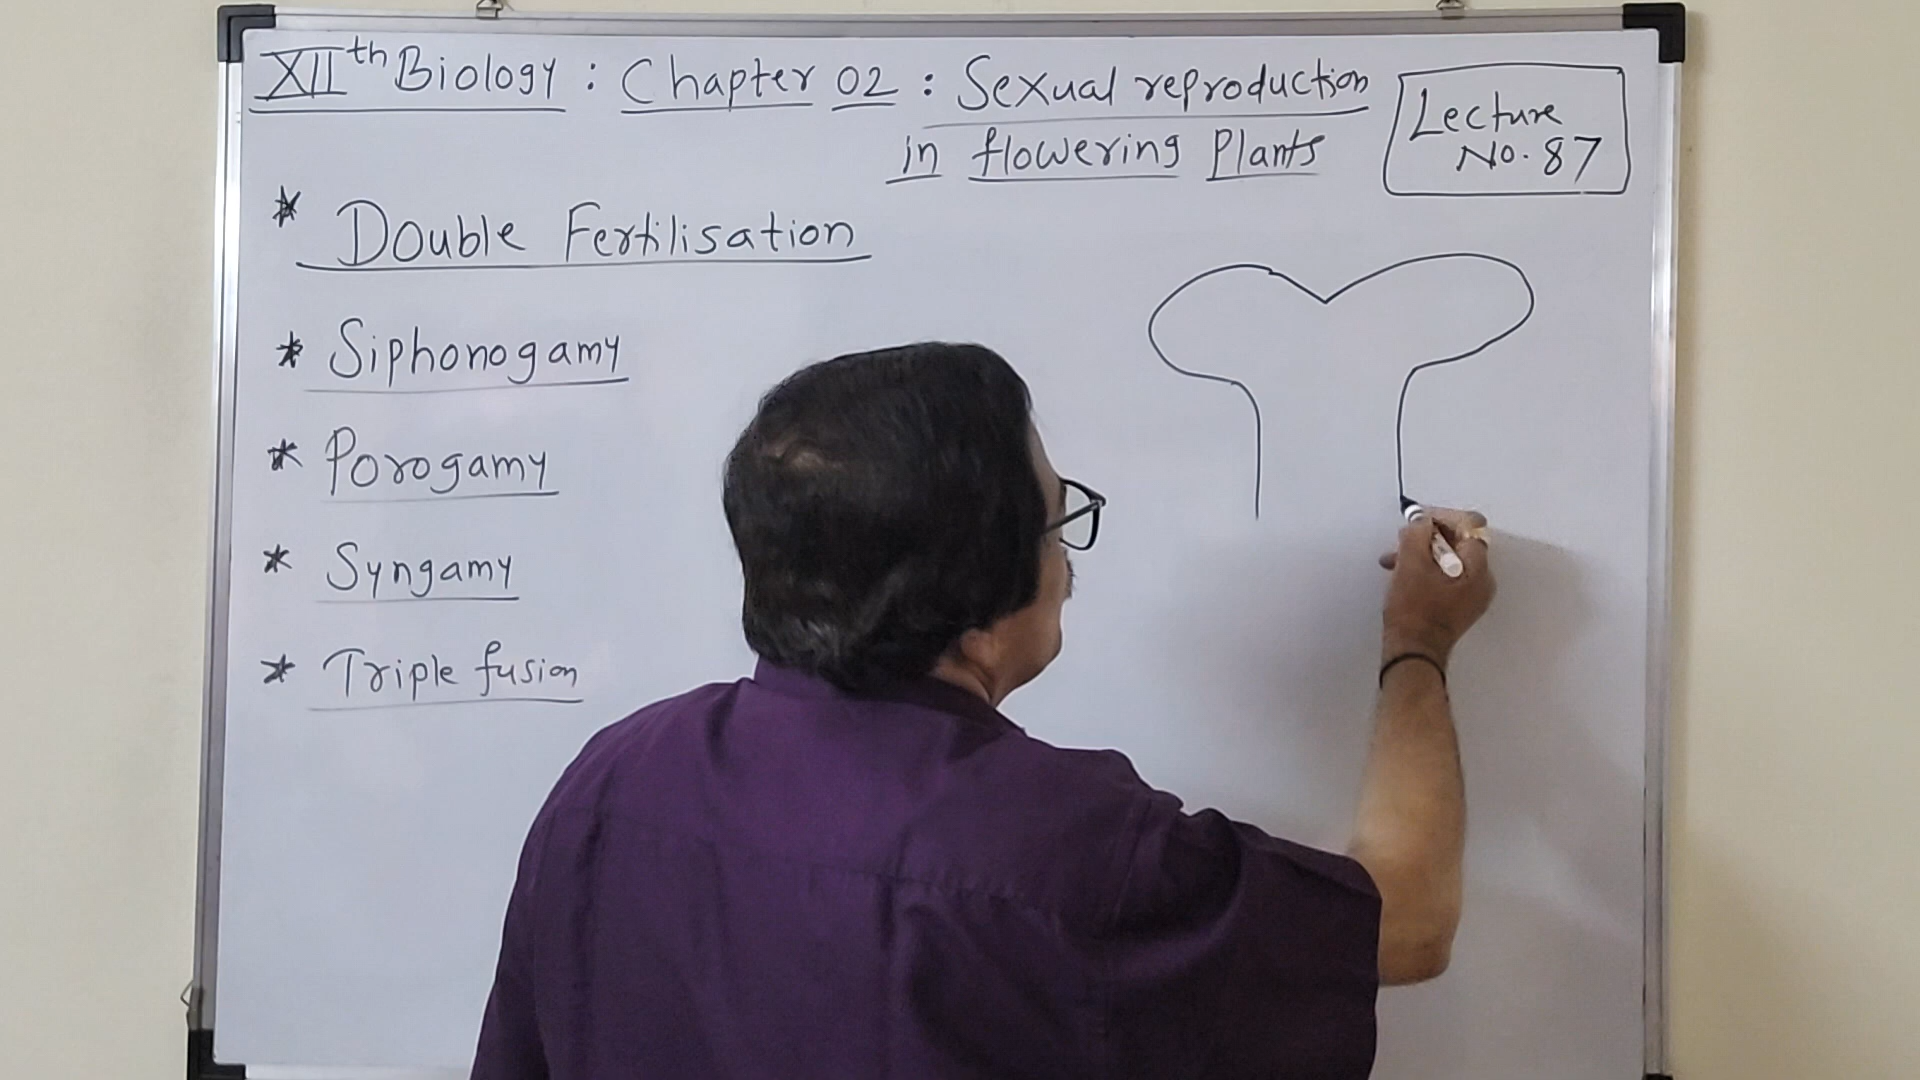 XIIth Biology : Chapter 02 : Sexual reproduction
in flowering Plants
Lecture
No. 87
* Double Fertilisation
* Siphonogamy
* Porogamy
* Syngamy
* Triple fusion